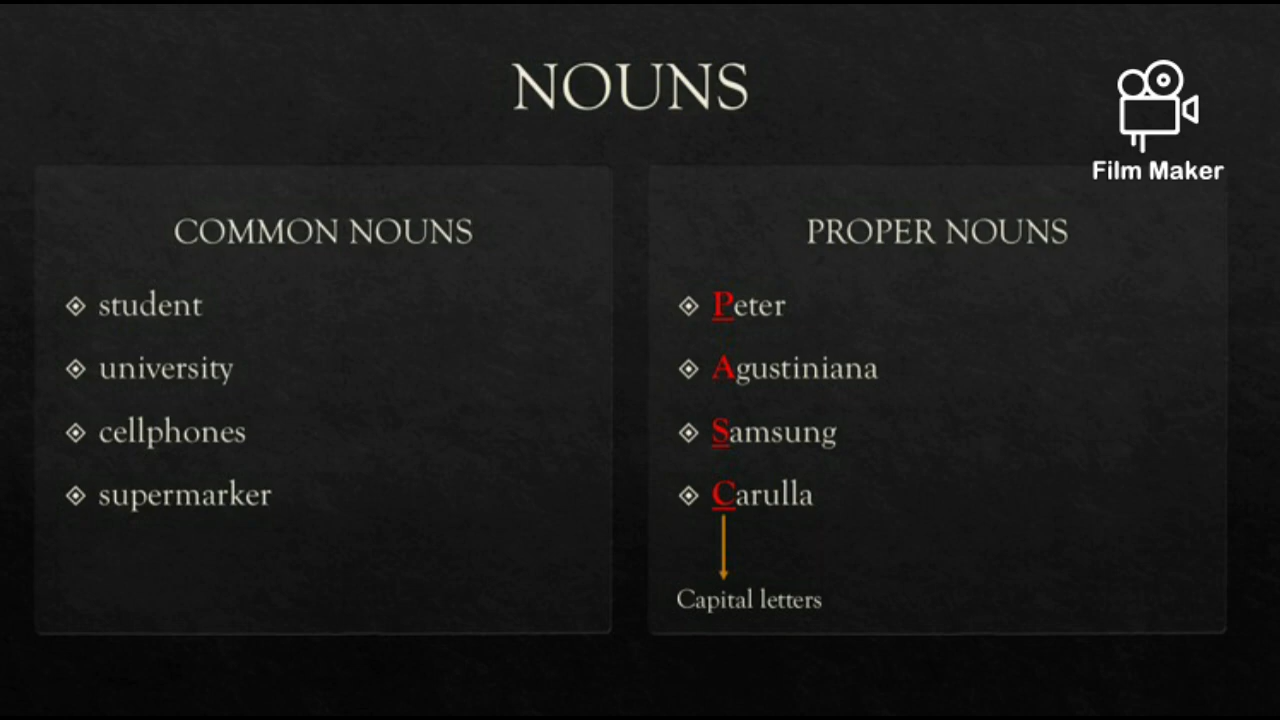 NOUNS
Film Maker
COMMON NOUNS
student
university
cellphones
supermarker
PROPER NOUNS
Peter
Agustiniana
Samsung
Carulla
Capital letters